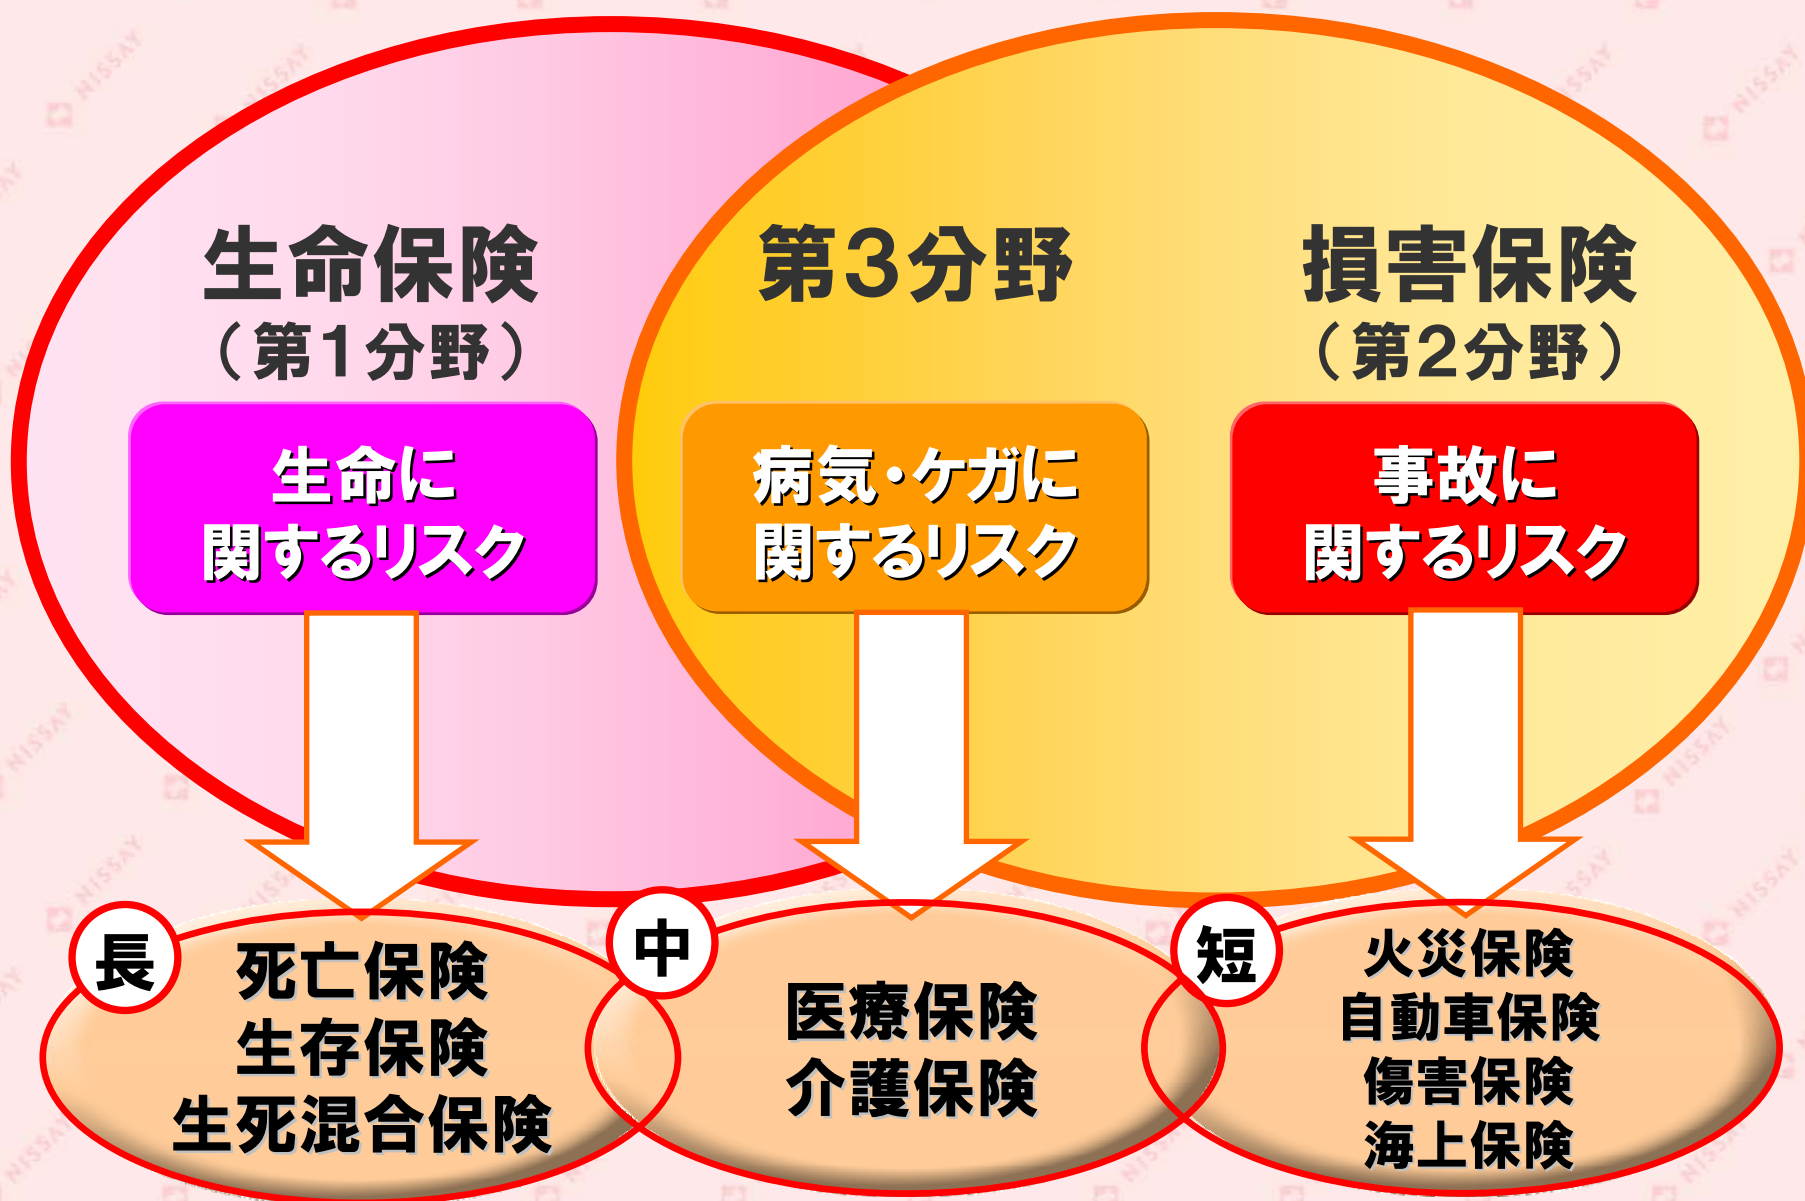 生命保険
（第1分野）
生命に
関するリスク
第3分野
病気・ケガに
関するリスク
損害保険
（第2分野）
事故に
関するリスク
長
死亡保険
生存保険
生死混合保険
中
医療保険
介護保険
短
火災保険
自動車保険
傷害保険
海上保険
NISSAY